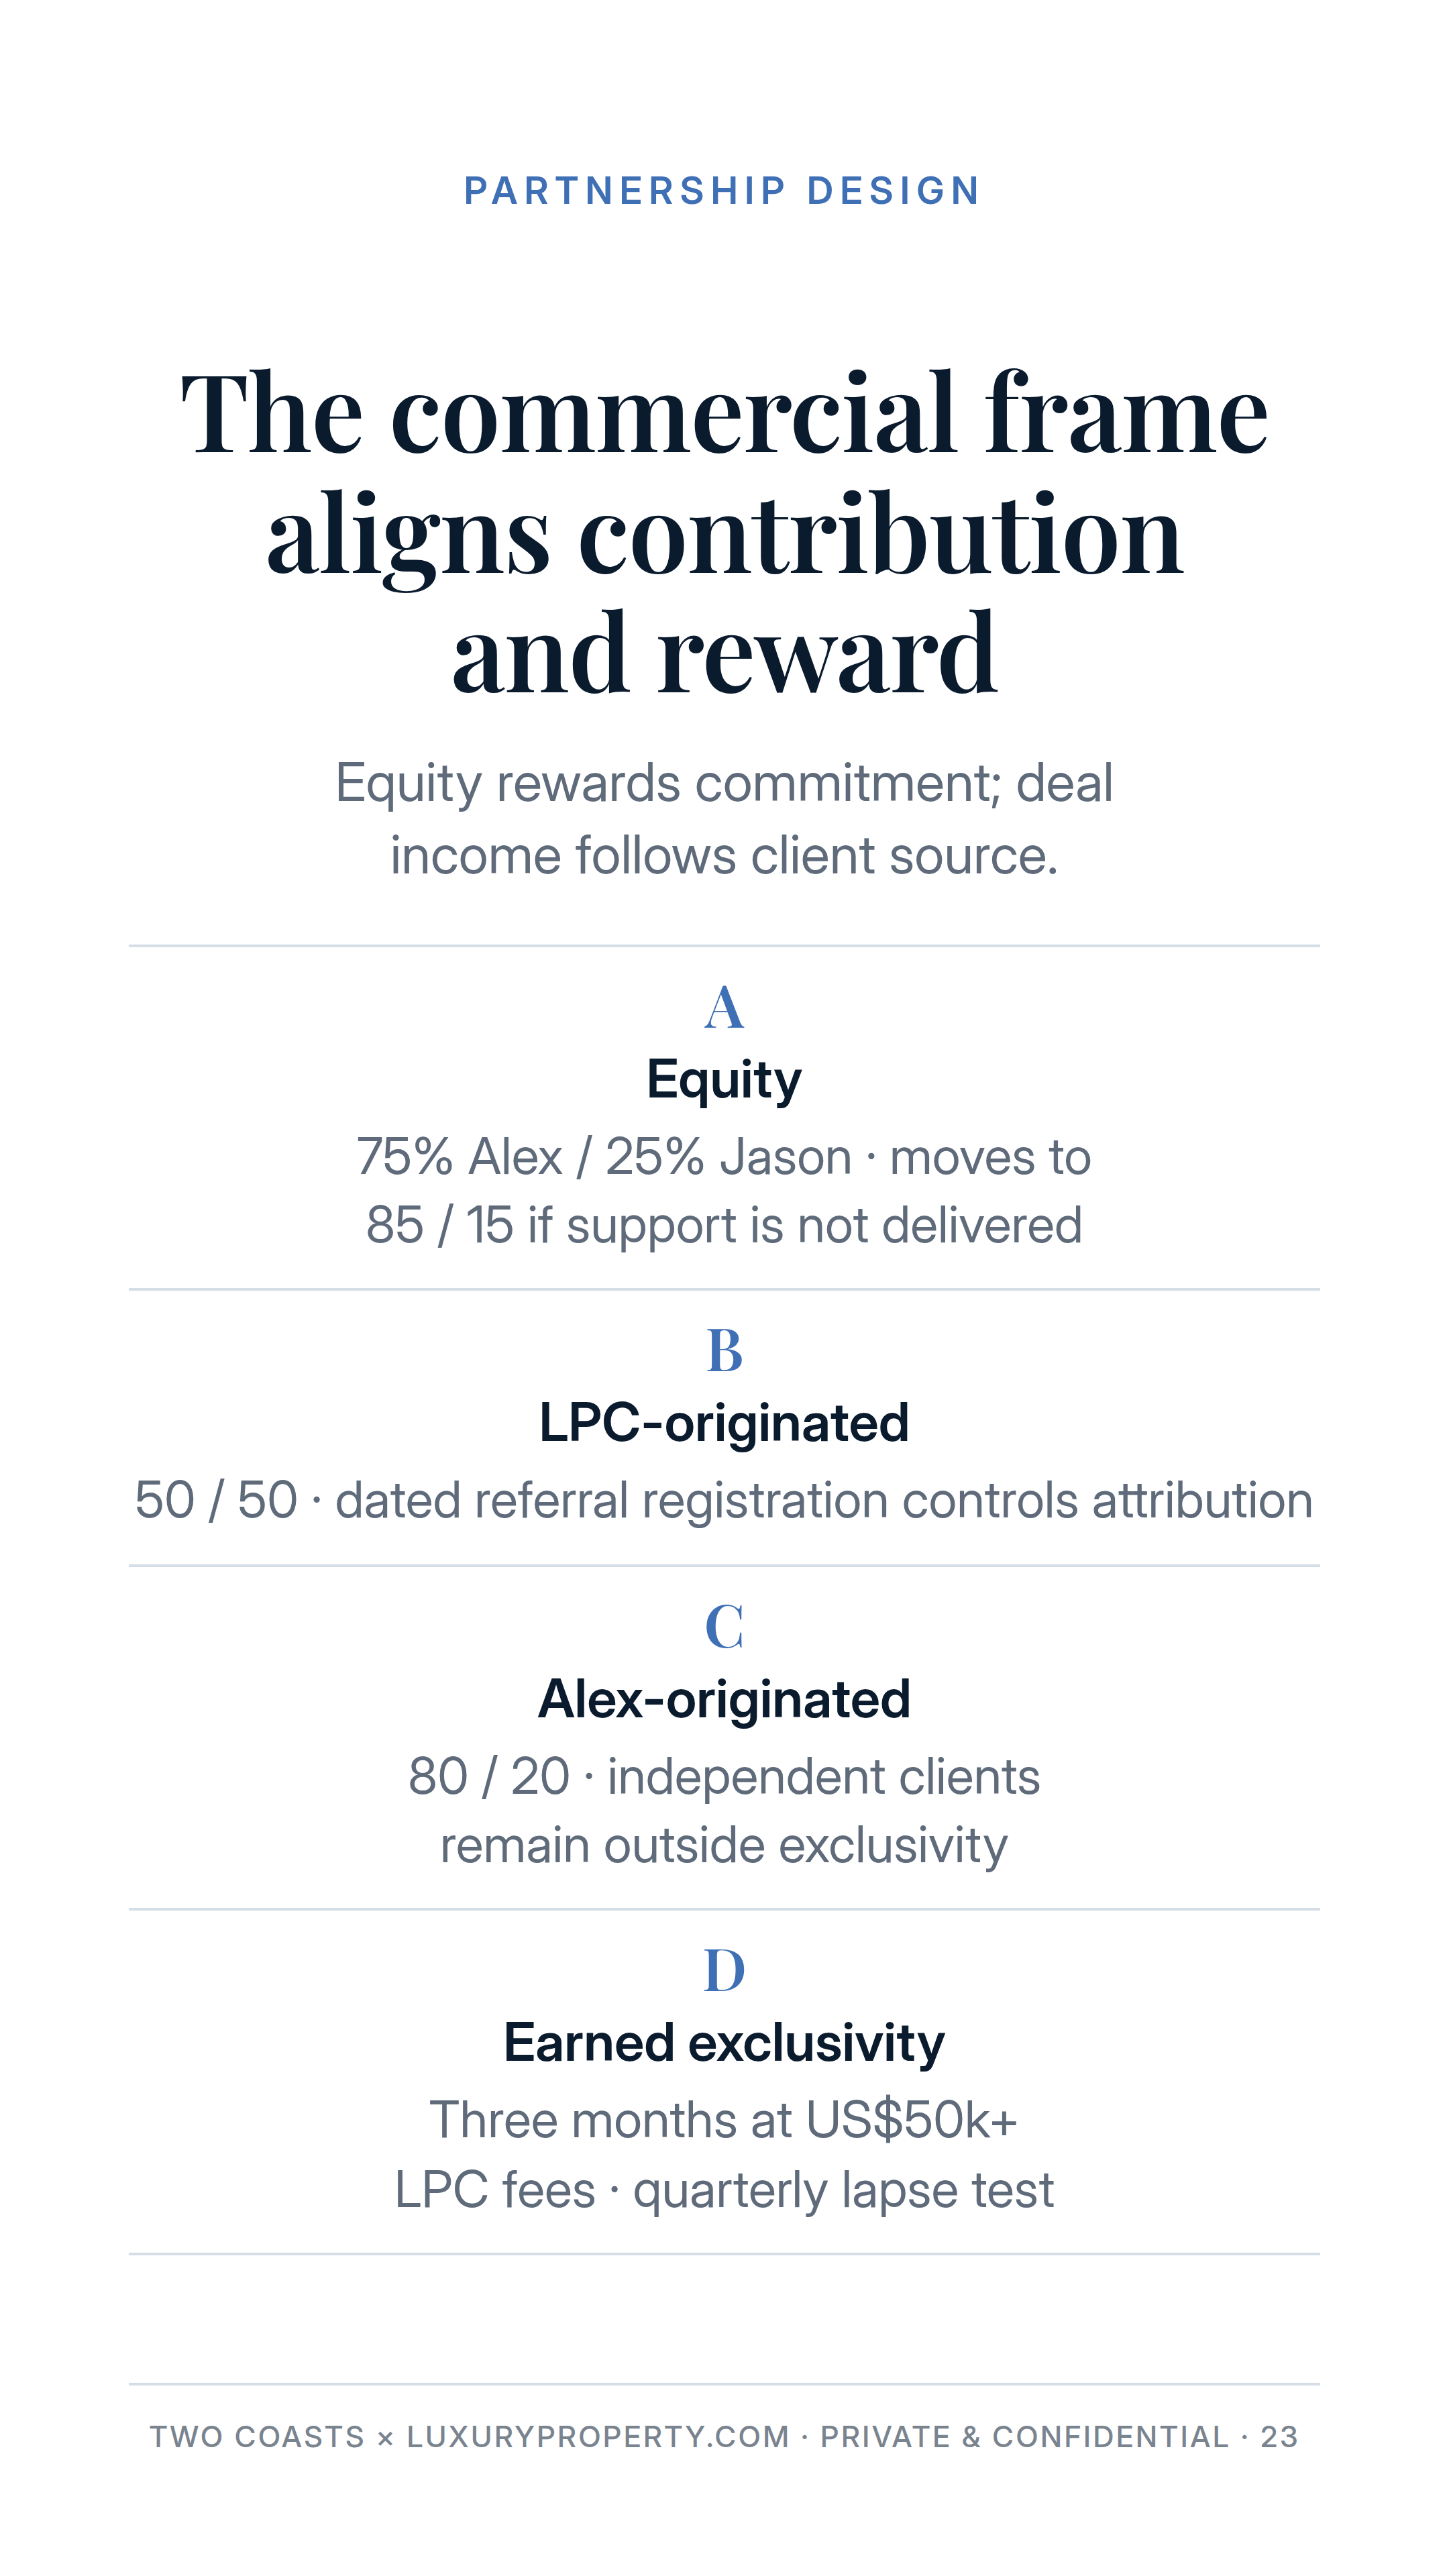 PARTNERSHIP DESIGN
The commercial frame
aligns contribution
and reward
Equity rewards commitment; deal
income follows client source.
A
Equity
75% Alex / 25% Jason · moves to
85 / 15 if support is not delivered
B
LPC-originated
50 / 50 · dated referral registration controls attribution
C
Alex-originated
80 / 20 · independent clients
remain outside exclusivity
D
Earned exclusivity
Three months at US$50k+
LPC fees · quarterly lapse test
TWO COASTS × LUXURYPROPERTY.COM · PRIVATE & CONFIDENTIAL · 23